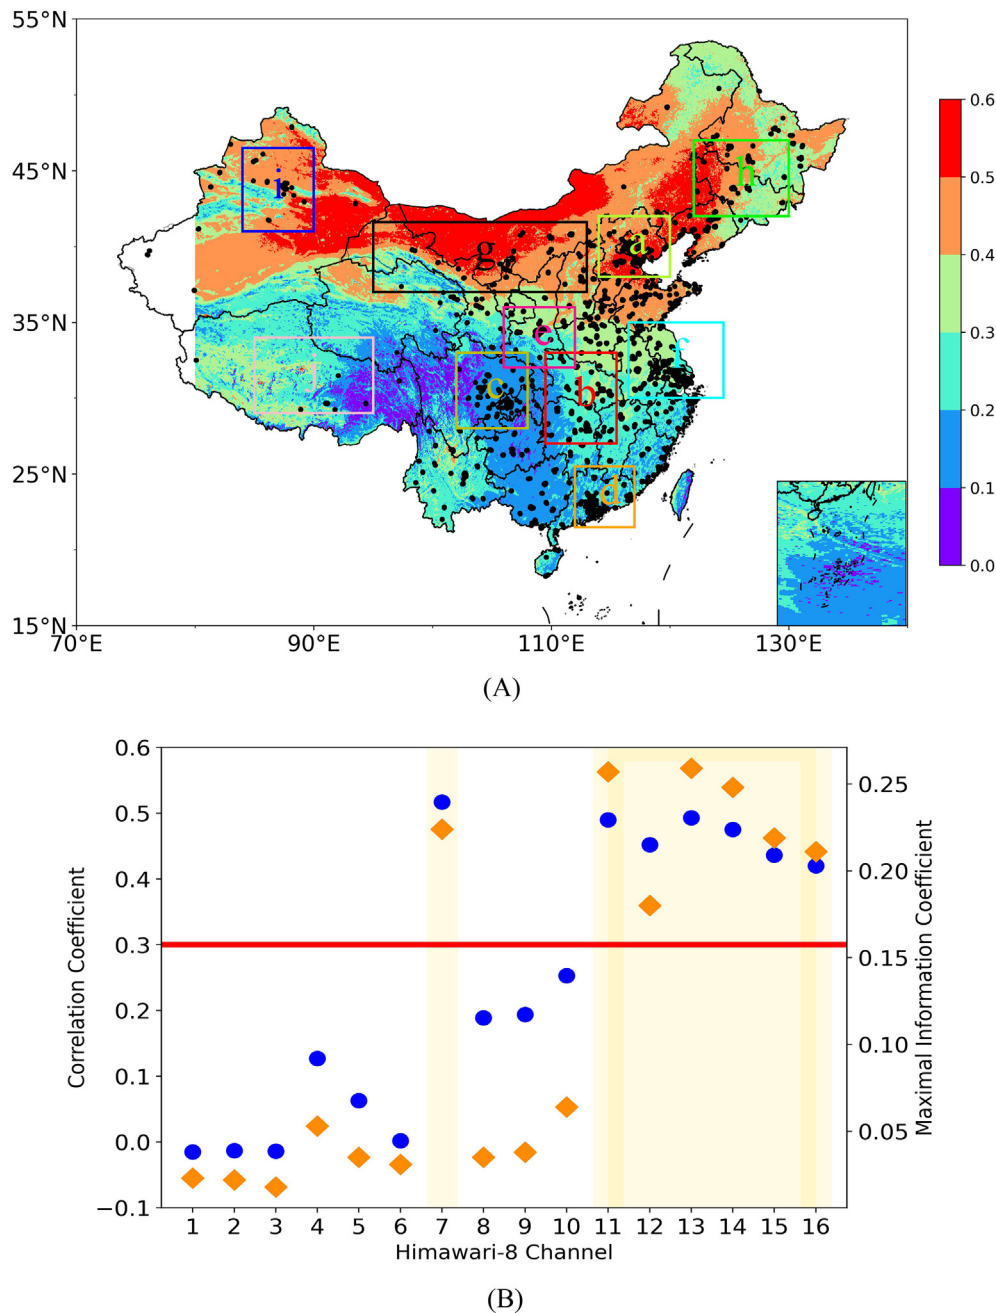 55°N
45°N
35°N
25°N
15°N
70°E
90°E
110°E
130°E
i
g
a
h
e
f
j
c
b
d
0.6
0.5
0.4
0.3
0.2
0.1
0.0
(A)
Correlation Coefficient
0.6
0.5
0.4
0.3
0.2
0.1
0.0
−0.1
1 2 3 4 5 6 7 8 9 10 11 12 13 14 15 16
Himawari-8 Channel
0.25
0.20
0.15
0.10
0.05
Maximal Information Coefficient
(B)